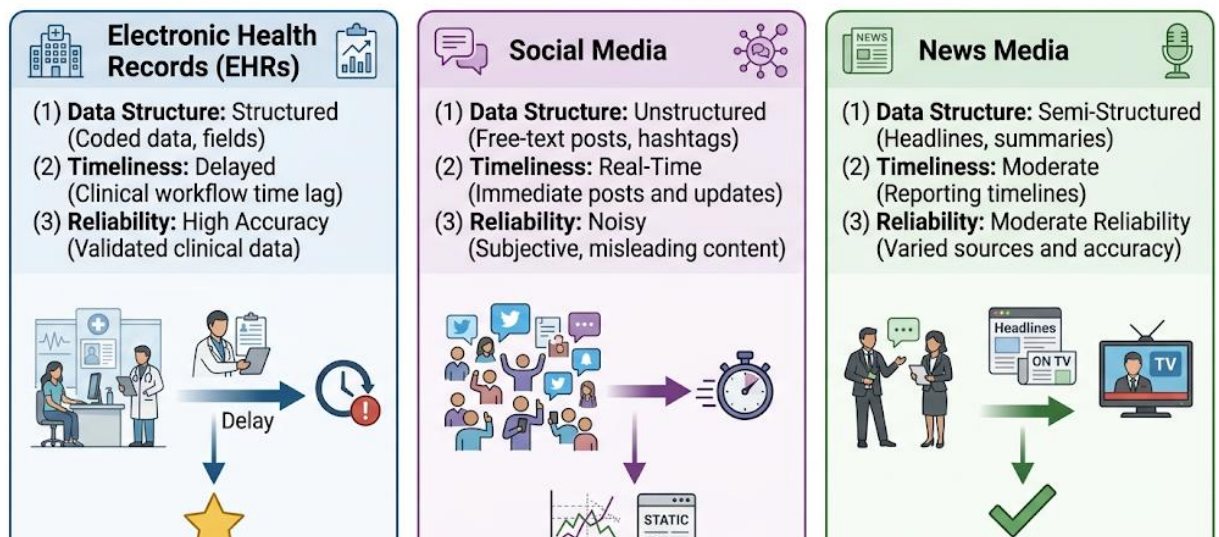 Electronic Health
Records (EHRs)
(1) Data Structure: Structured
(Coded data, fields)
(2) Timeliness: Delayed
(Clinical workflow time lag)
(3) Reliability: High Accuracy
(Validated clinical data)
Delay
Social Media
(1) Data Structure: Unstructured
(Free-text posts, hashtags)
(2) Timeliness: Real-Time
(Immediate posts and updates)
(3) Reliability: Noisy
(Subjective, misleading content)
STATIC
NEWS
News Media
(1) Data Structure: Semi-Structured
(Headlines, summaries)
(2) Timeliness: Moderate
(Reporting timelines)
(3) Reliability: Moderate Reliability
(Varied sources and accuracy)
Headlines
ON TV
TV